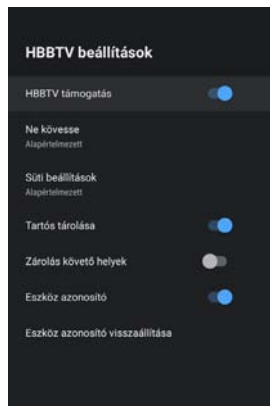 HBBTV beállítások
HBBTV támogatás
Ne kövesse
Alapértelmezett
Süti beállítások
Alapértelmezett
Tartós tárolása
Zárolás követő helyek
Eszköz azonosító
Eszköz azonosító visszaállítása